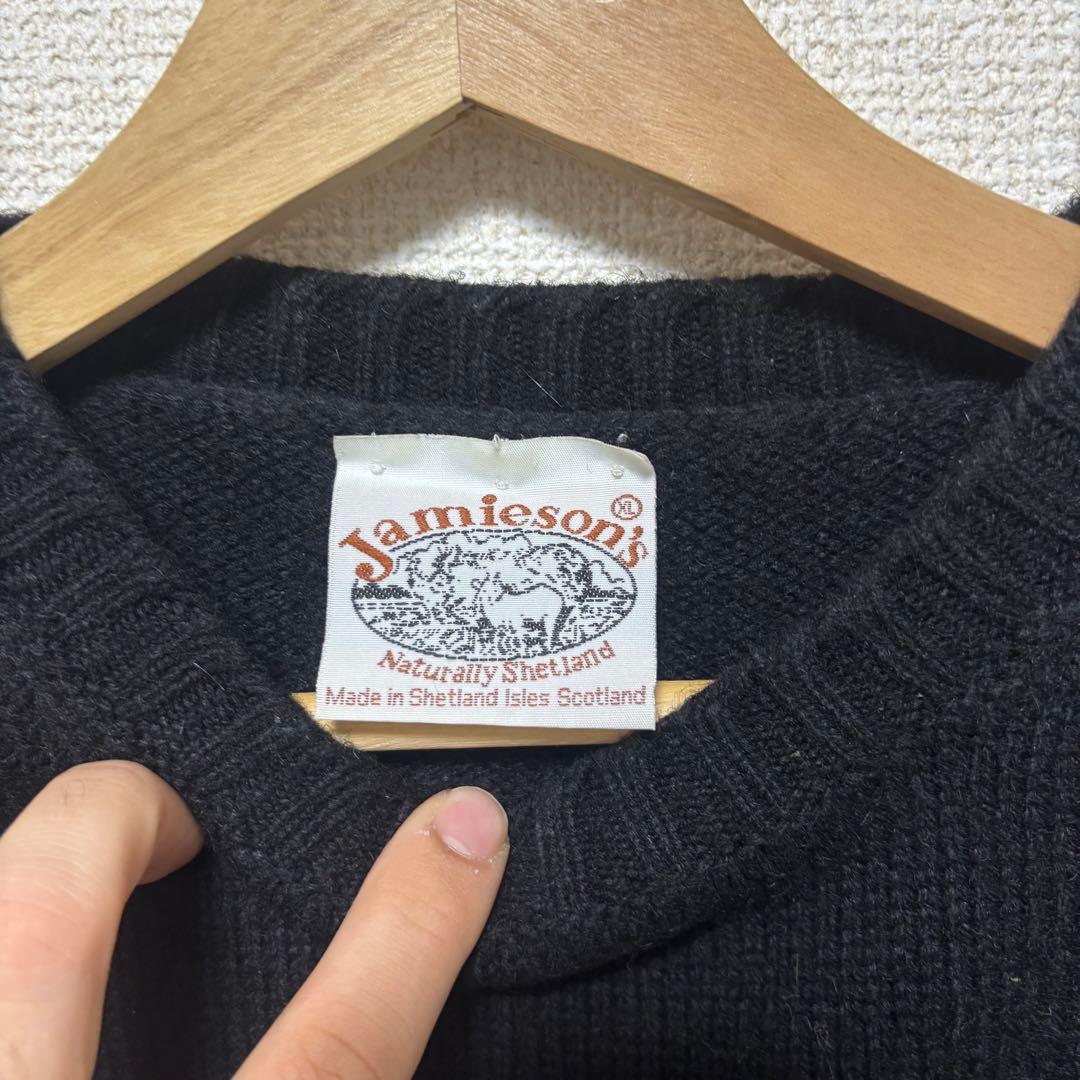 XL
Jamieson's
Naturally Shetland
Made in Shetland Isles Scotland